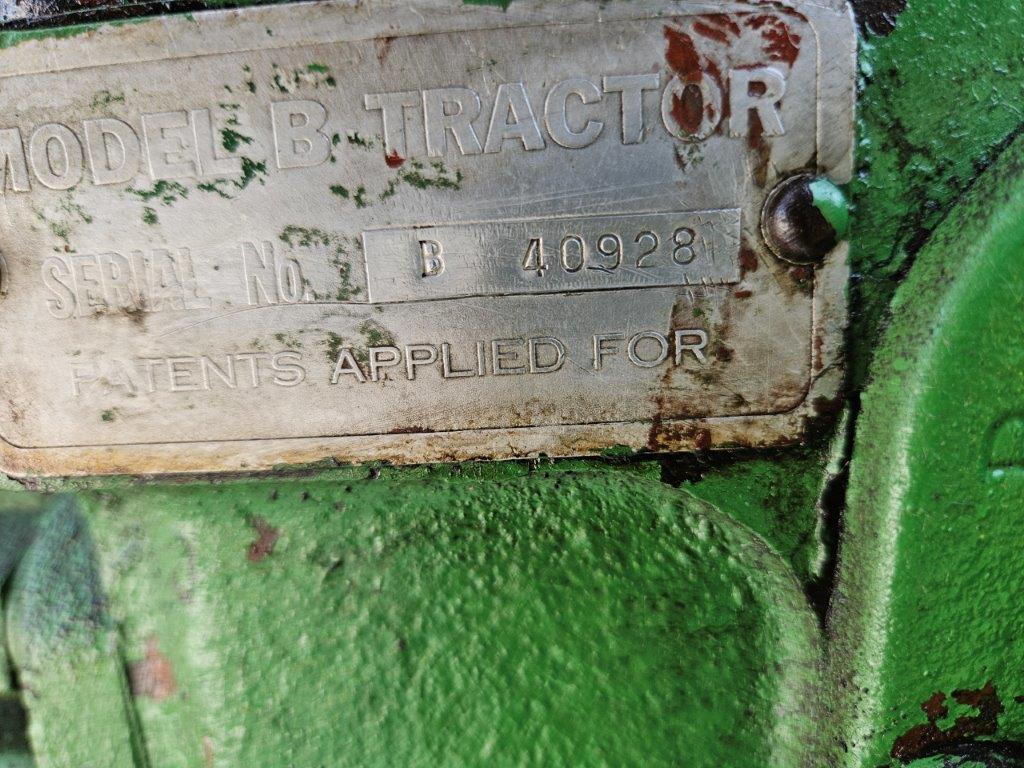 MODEL B TRACTOR
SERIAL No. B 40928
PATENTS APPLIED FOR